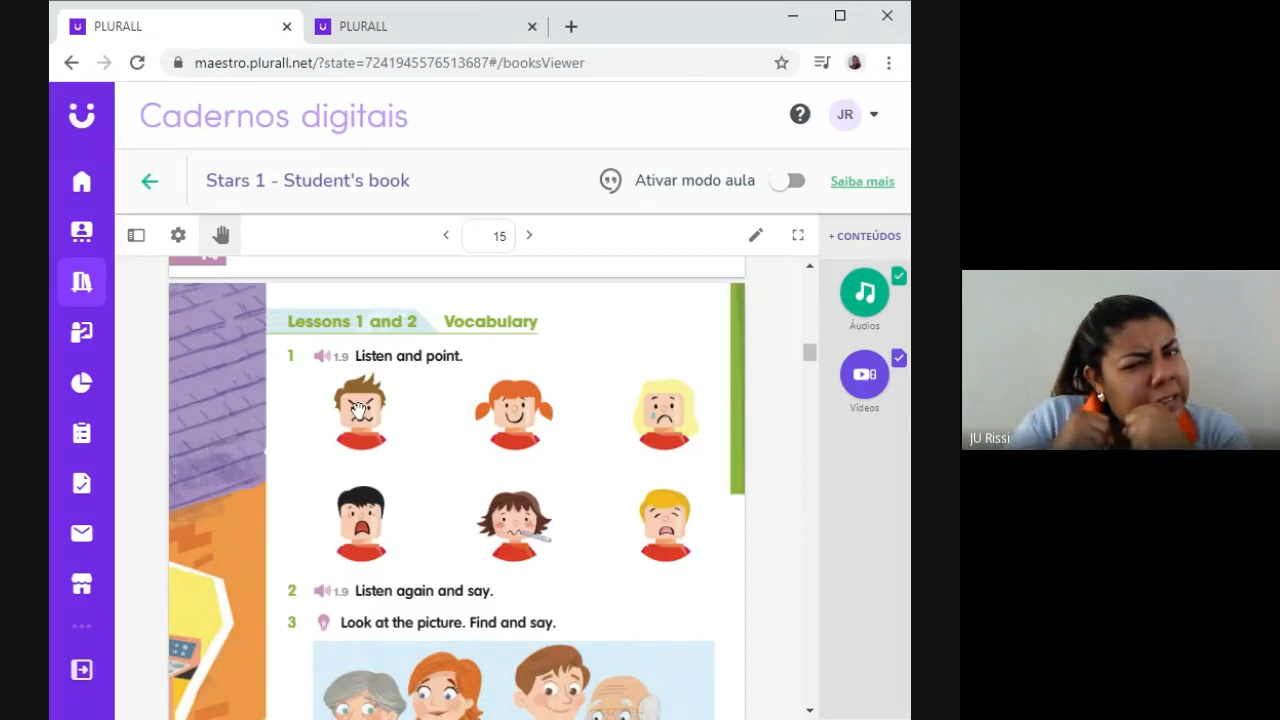 PLURALL
PLURALL
maestro.plurall.net/?state=7241945576513687#/booksViewer
Cadernos digitais
JR
Stars 1 - Student's book
Ativar modo aula
Saiba mais
15
+ CONTEÚDOS
Lessons 1 and 2 Vocabulary
1 1.9 Listen and point.
2 1.9 Listen again and say.
3 Look at the picture. Find and say.
Áudios
Vídeos
JU Rissi